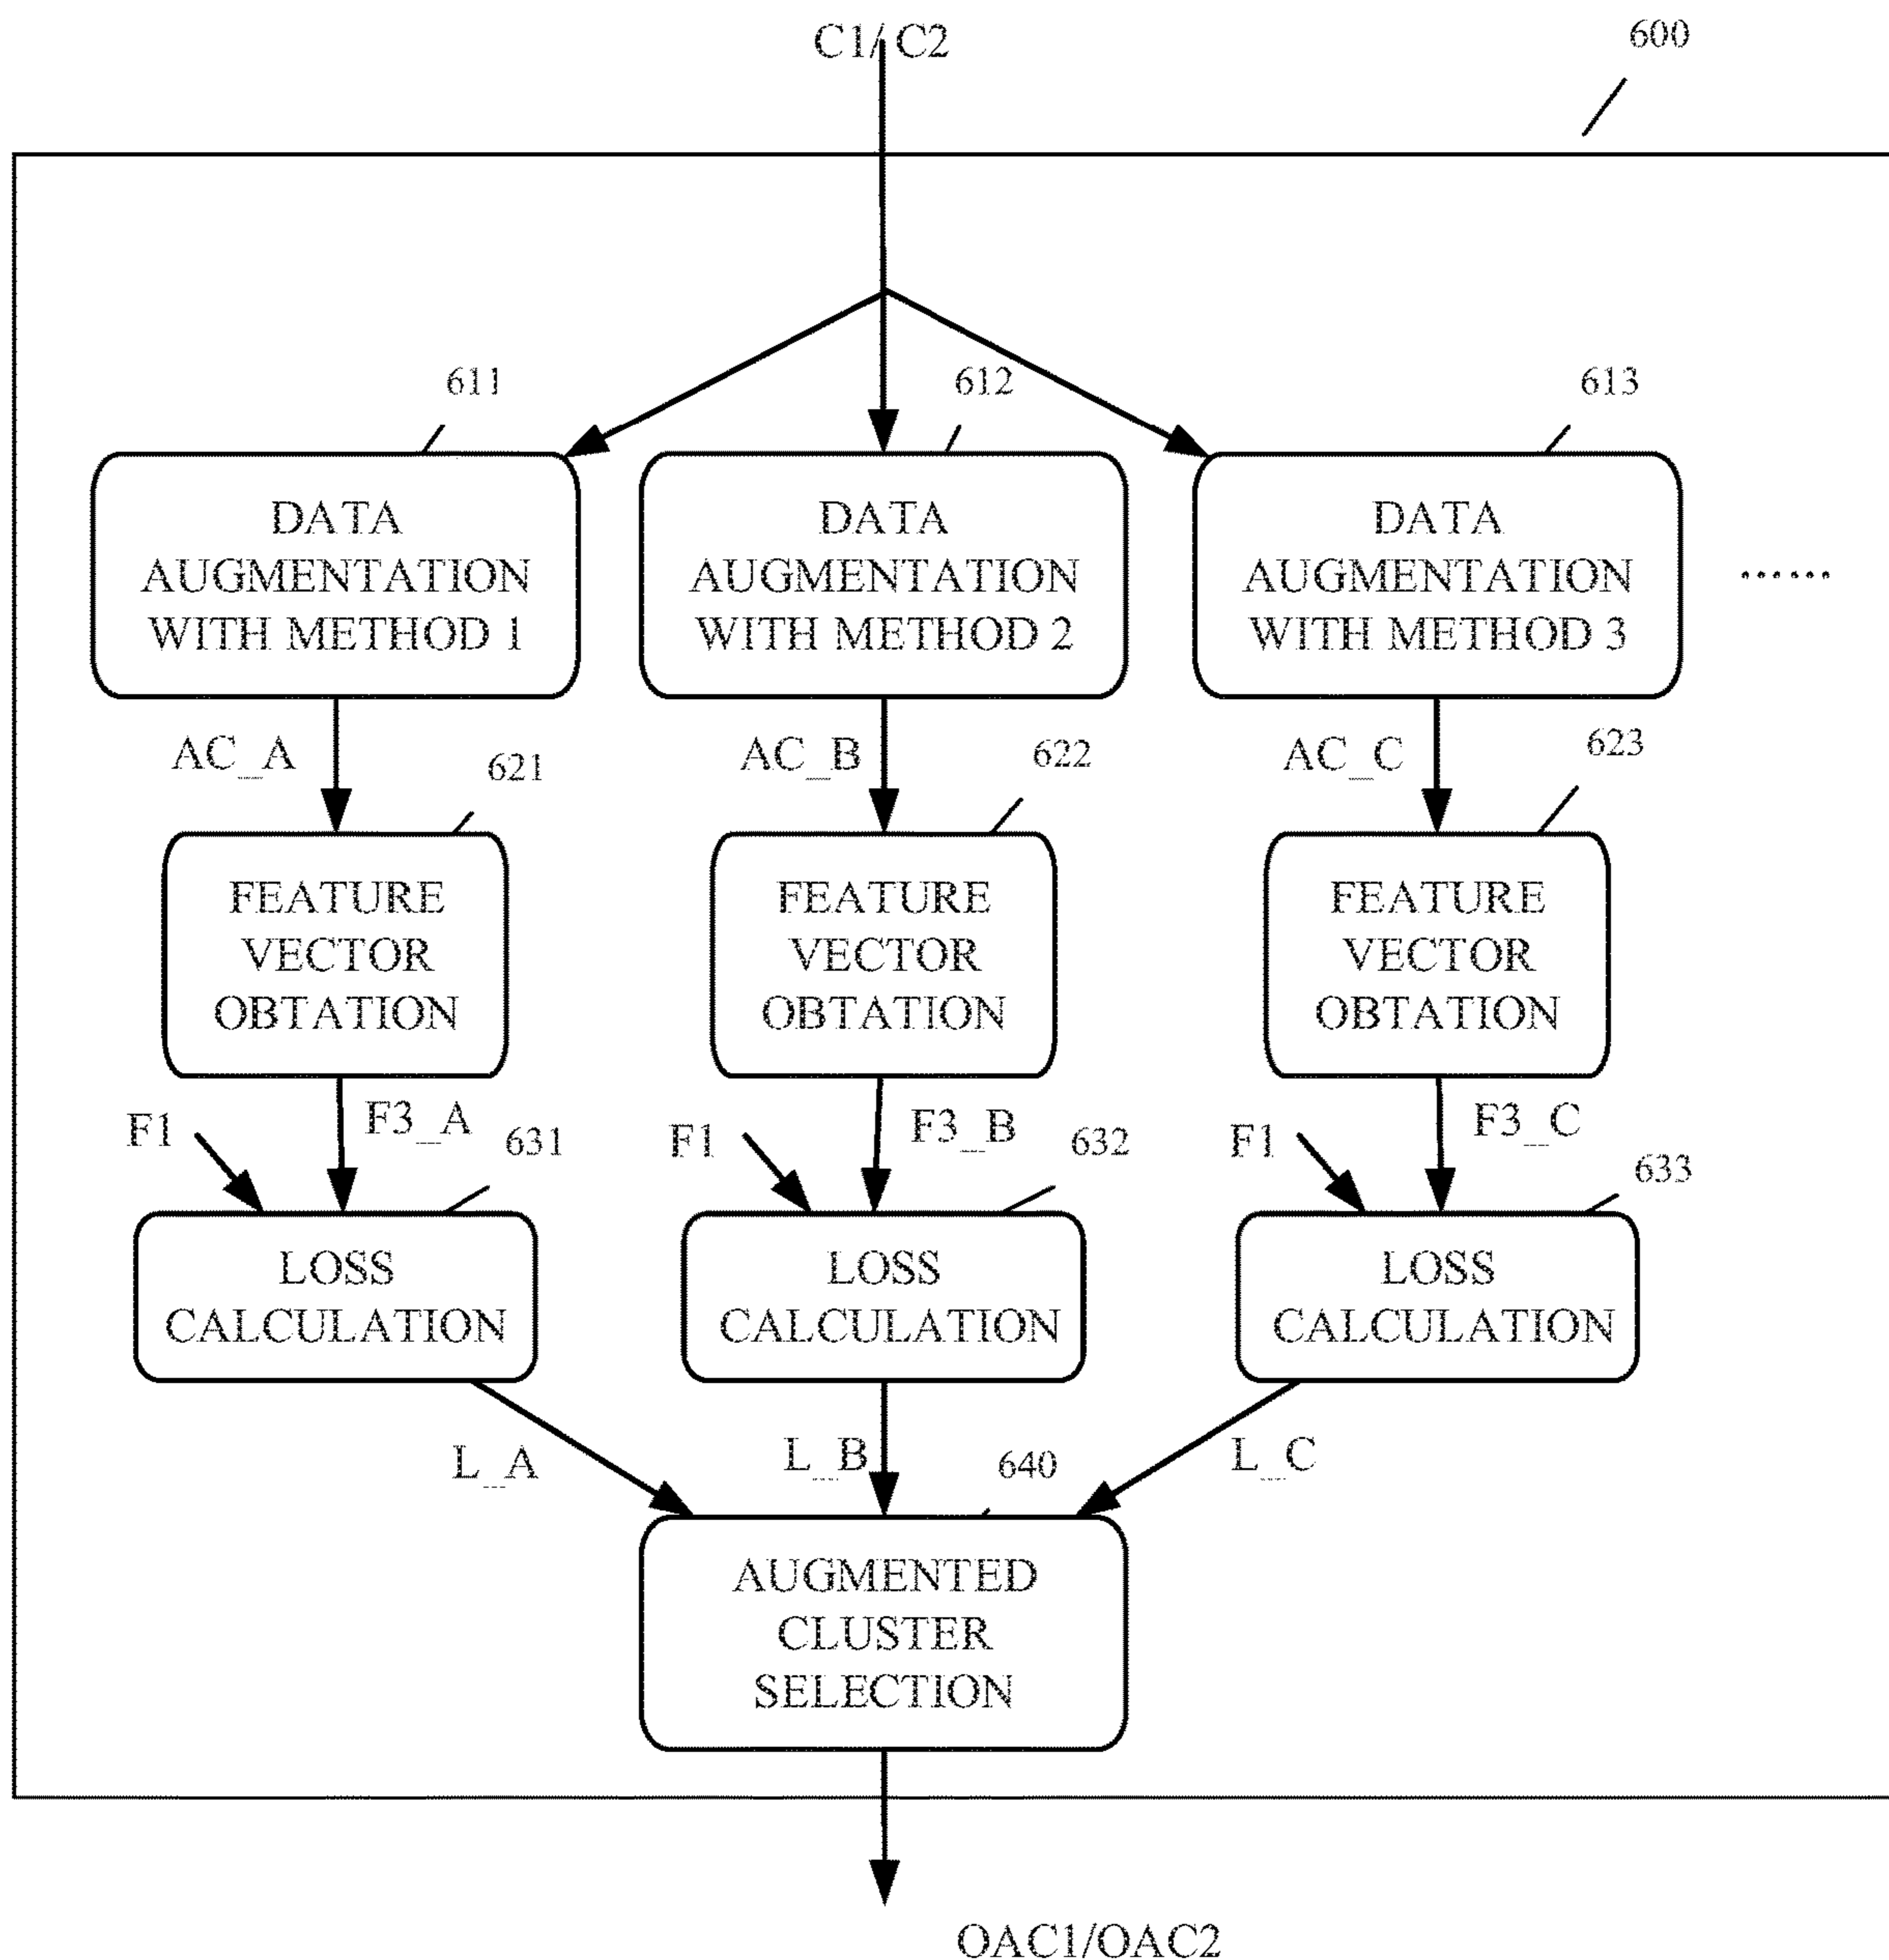 C1/ C2
600
611
612
613
DATA
AUGMENTATION
WITH METHOD 1
DATA
AUGMENTATION
WITH METHOD 2
DATA
AUGMENTATION
WITH METHOD 3
......
AC_A
621
AC_B
622
AC_C
623
FEATURE
VECTOR
OBTATION
FEATURE
VECTOR
OBTATION
FEATURE
VECTOR
OBTATION
F1
F3_A
631
F1
F3_B
632
F1
F3_C
633
LOSS
CALCULATION
LOSS
CALCULATION
LOSS
CALCULATION
L_A
L_B
640
L_C
AUGMENTED
CLUSTER
SELECTION
OAC1/OAC2